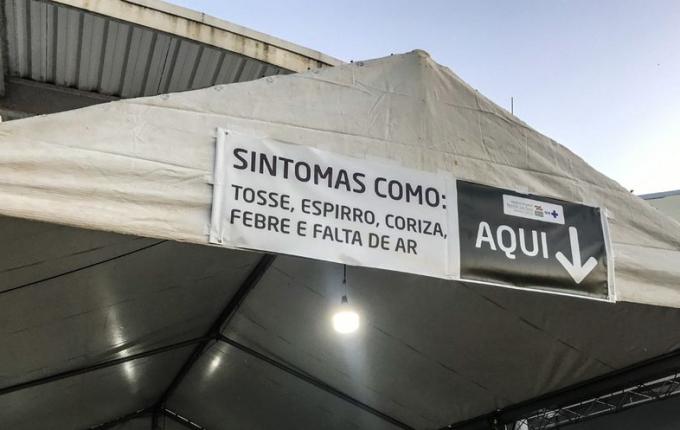 SINTOMAS COMO:
TOSSE, ESPIRRO, CORIZA,
FEBRE E FALTA DE AR
AQUI